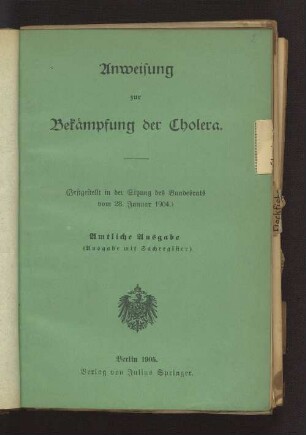 Anweisung
zur
Bekämpfung der Cholera.
(Festgestellt in der Sitzung des Bundesrats
vom 28. Januar 1904.)
Amtliche Ausgabe
(Ausgabe mit Sachregister)
Berlin 1905.
Verlag von Julius Springer.